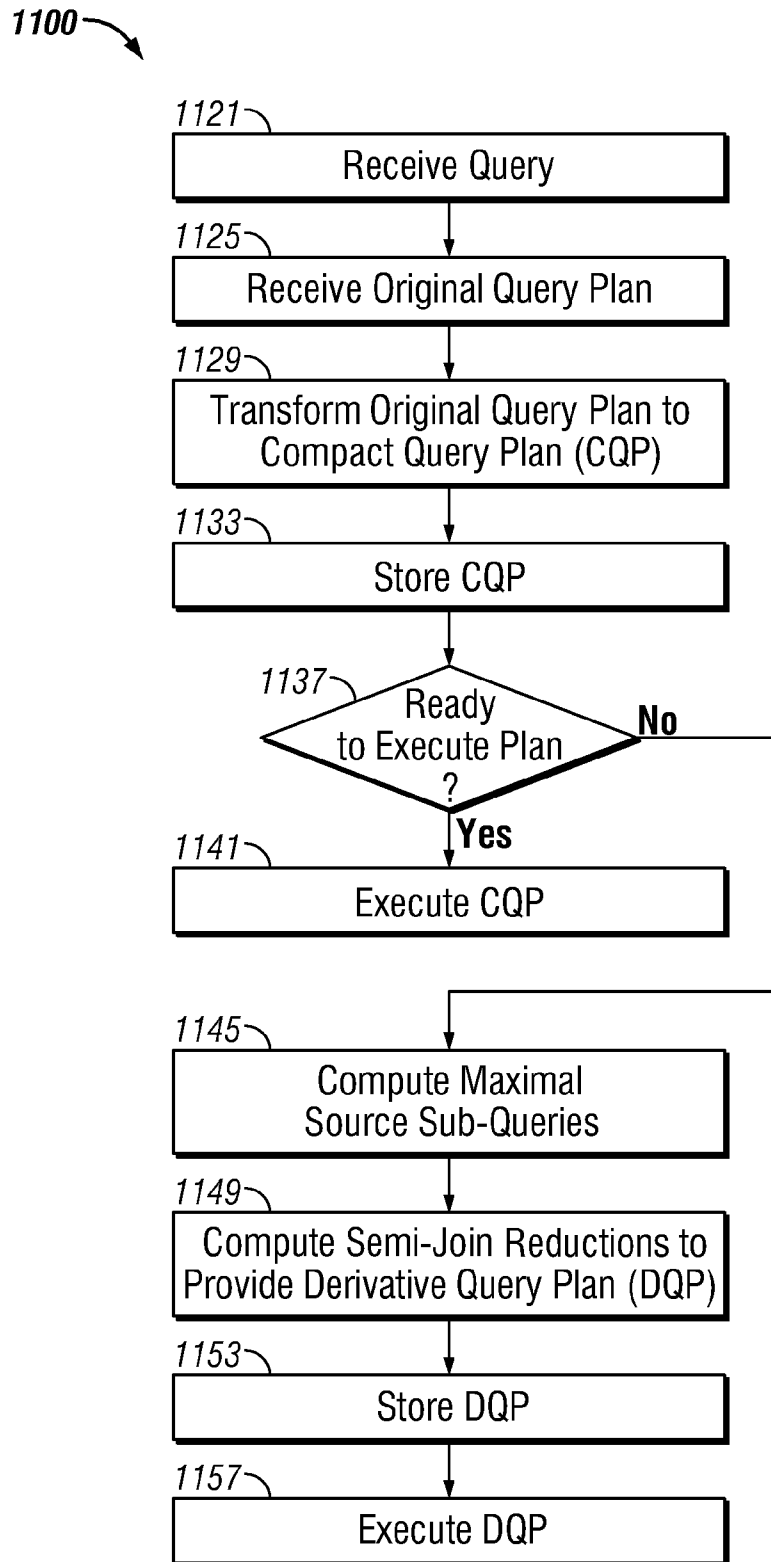 1100
1121
Receive Query
1125
Receive Original Query Plan
1129
Transform Original Query Plan to
Compact Query Plan (CQP)
1133
Store CQP
1137
Ready
to Execute Plan
?
No
Yes
1141
Execute CQP
1145
Compute Maximal
Source Sub-Queries
1149
Compute Semi-Join Reductions to
Provide Derivative Query Plan (DQP)
1153
Store DQP
1157
Execute DQP